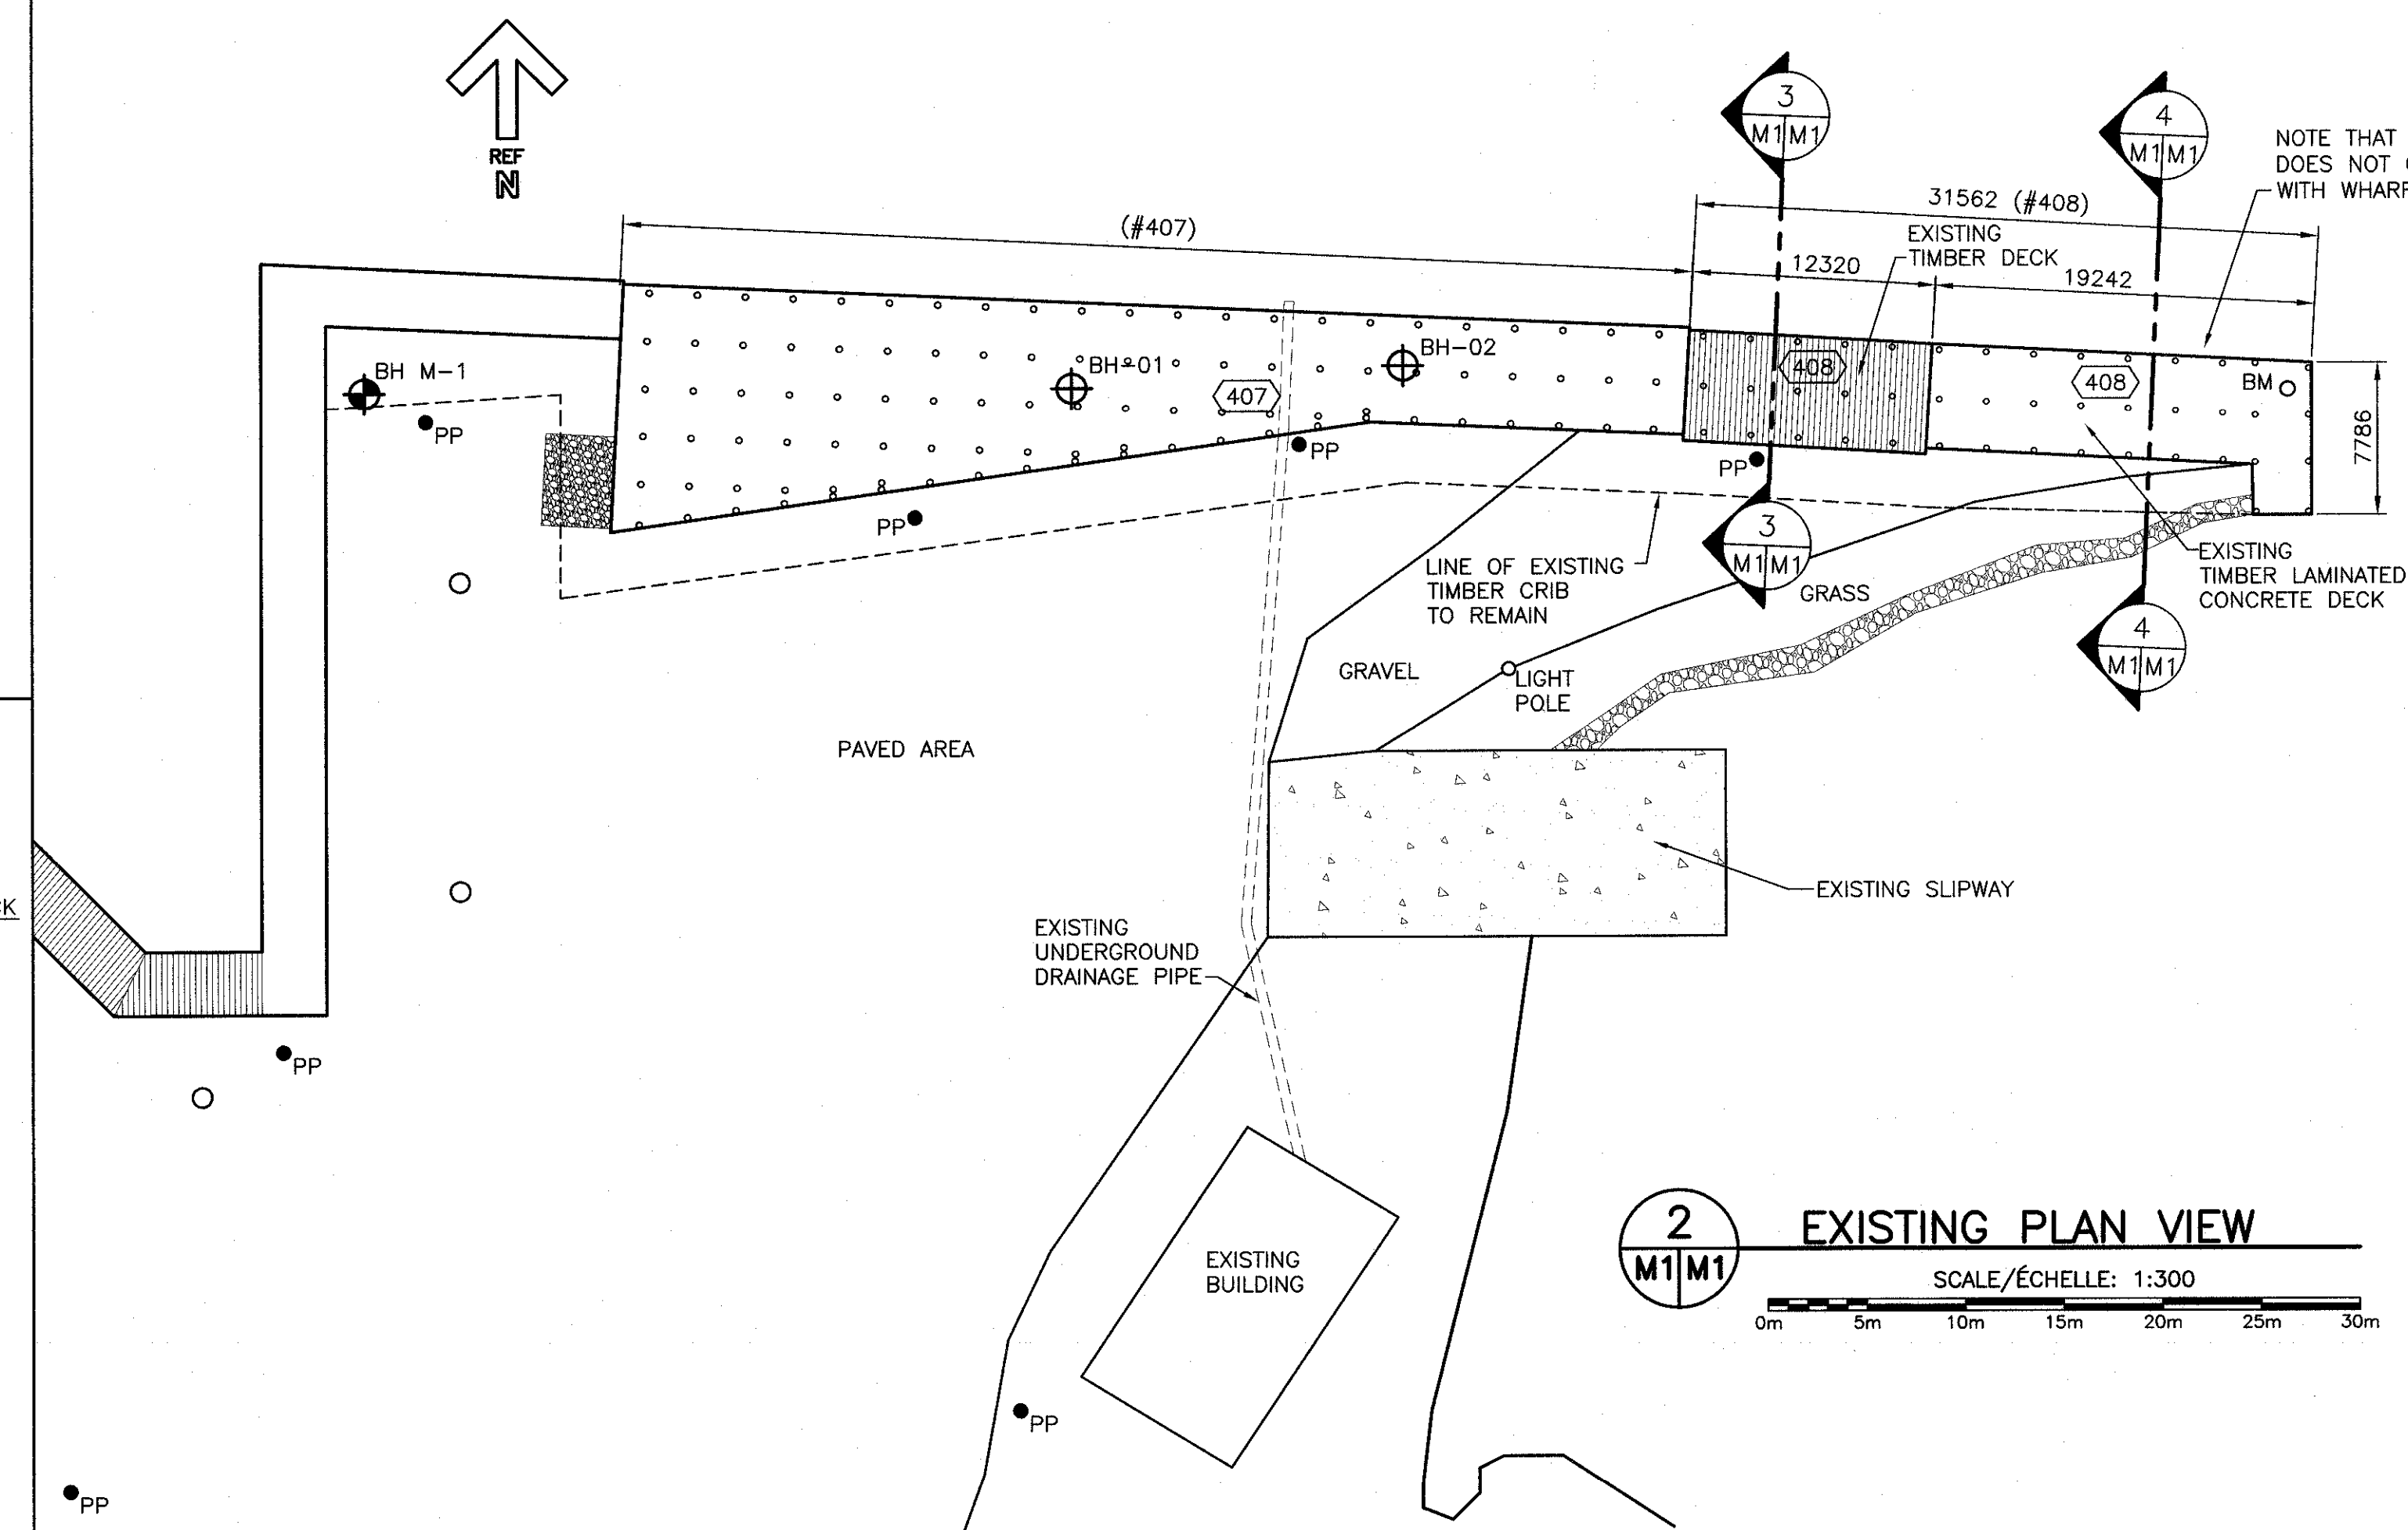 REF
N
3
M1 M1
4
M1 M1
NOTE THAT
DOES NOT
WITH WHARF
31562 (#408)
(#407)
EXISTING
TIMBER DECK
12320
19242
BH M-1
BH-01
BH-02
407
408
408
BM
7786
PP
PP
PP
PP
3
M1 M1
LINE OF EXISTING
TIMBER CRIB
TO REMAIN
GRASS
EXISTING
TIMBER LAMINATED
CONCRETE DECK
4
M1 M1
GRAVEL
LIGHT
POLE
PAVED AREA
EXISTING SLIPWAY
CK
EXISTING
UNDERGROUND
DRAINAGE PIPE
PP
EXISTING
BUILDING
2
M1 M1
EXISTING PLAN VIEW
SCALE/ÉCHELLE: 1:300
0m 5m 10m 15m 20m 25m 30m
PP
PP